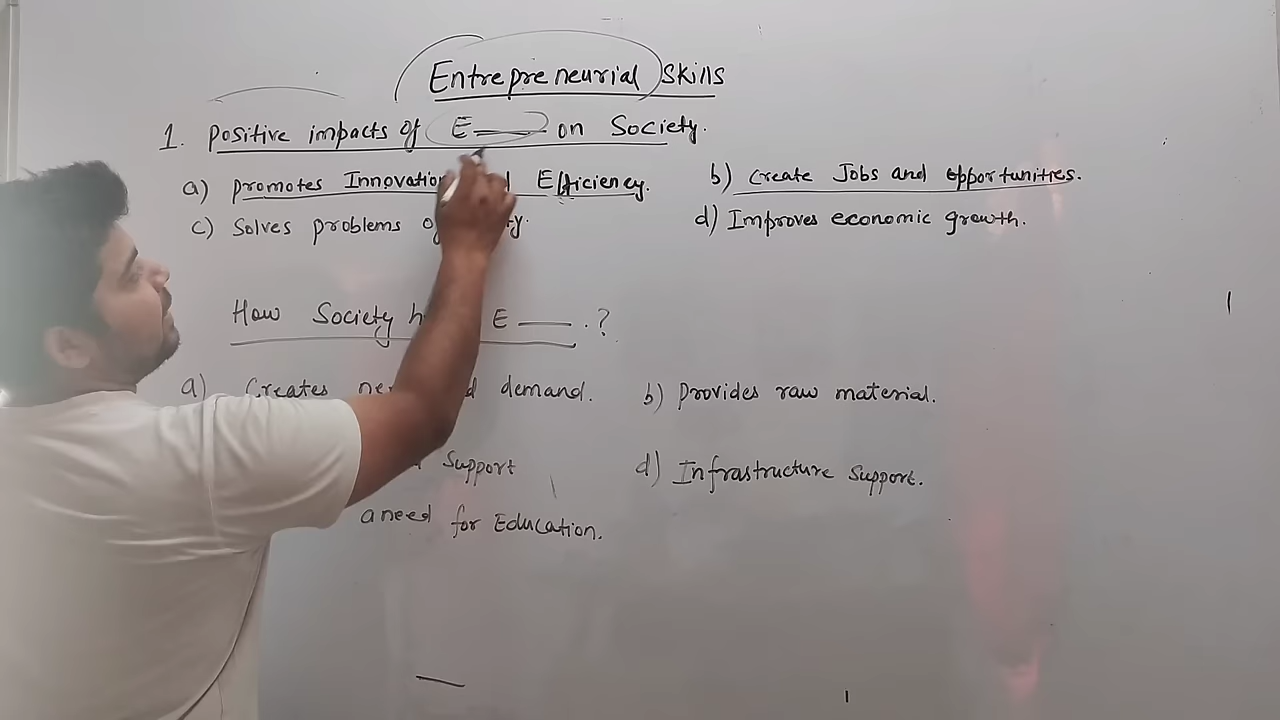 Entrepreneurial Skills
1. Positive impacts of E——— on Society.
a) promotes Innovation Efficiency. b) Create Jobs and opportunities.
c) Solves problems d) Improves economic growth.
How Society E —— . ?
a) Creates demand. b) Provides raw material.
Support d) Infrastructure Support.
a need for Education.